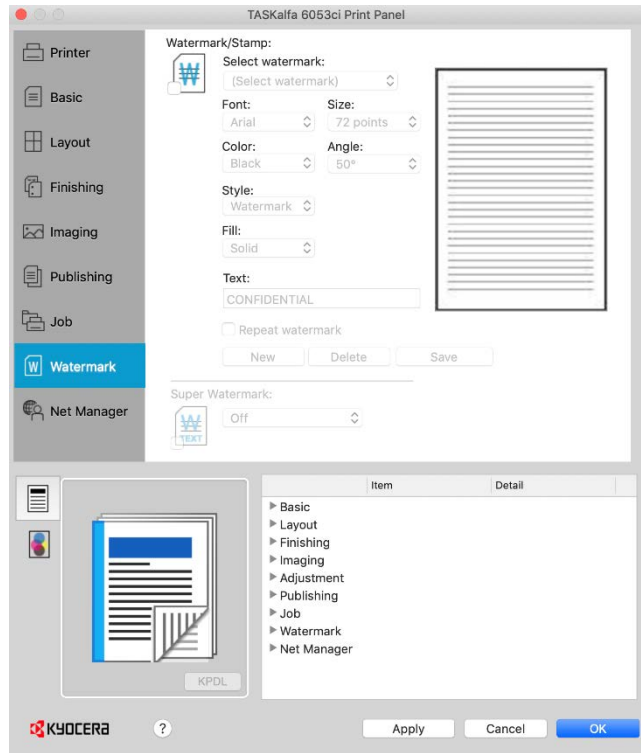 TASKalfa 6053ci Print Panel
Printer
Basic
Layout
Finishing
Imaging
Publishing
Job
W Watermark
Net Manager
Watermark/Stamp:
Select watermark:
(Select watermark)
Font: Size:
Arial 72 points
Color: Angle:
Black 50°
Style:
Watermark
Fill:
Solid
Text:
CONFIDENTIAL
Repeat watermark
New Delete Save
Super Watermark:
TEXT Off
KPDL
Item Detail
Basic
Layout
Finishing
Imaging
Adjustment
Publishing
Job
Watermark
Net Manager
KYOCERA ? Apply Cancel OK